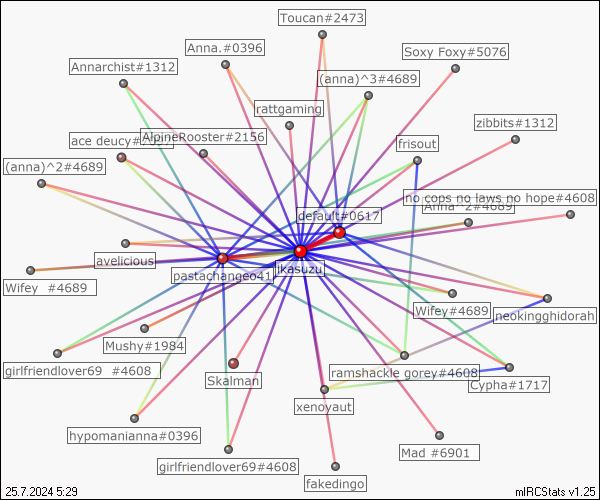 Toucan#2473
Anna.#0396
Soxy Foxy#5076
Annarchist#1312
(anna)^3#4689
rattgaming
zibbits#1312
ace deucy#
AlpineRooster#2156
frisout
(anna)^2#4689
no cops no laws no hope#4608
Anna^2#4689
default#0617
avelicious
pastachangeo41
jikasuzu
Wifey #4689
Wifey#4689
neokingghidorah
Mushy#1984
girlfriendlover69 #4608
ramshackle gorey#4608
Skalman
Cypha#1717
xenoyaut
hypomanianna#0396
Mad #6901
girlfriendlover69#4608
fakedingo
25.7.2024 5:29
mIRCStats v1.25